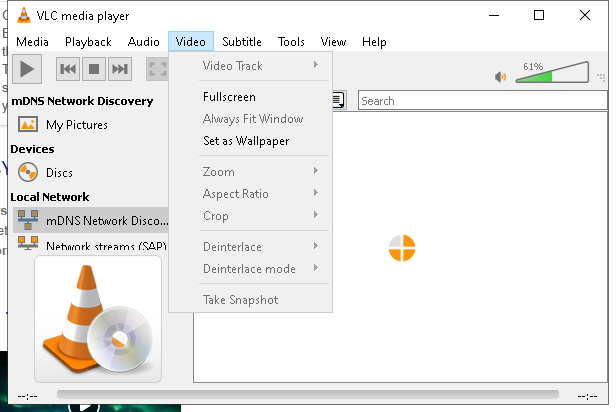 VLC media player
Media Playback Audio Video Subtitle Tools View Help
61%
Search
Video Track
Fullscreen
Always Fit Window
Set as Wallpaper
Zoom
Aspect Ratio
Crop
Deinterlace
Deinterlace mode
Take Snapshot
mDNS Network Discovery
My Pictures
Devices
Discs
Local Network
mDNS Network Disco...
Network streams (SAP)
--:-- --:--